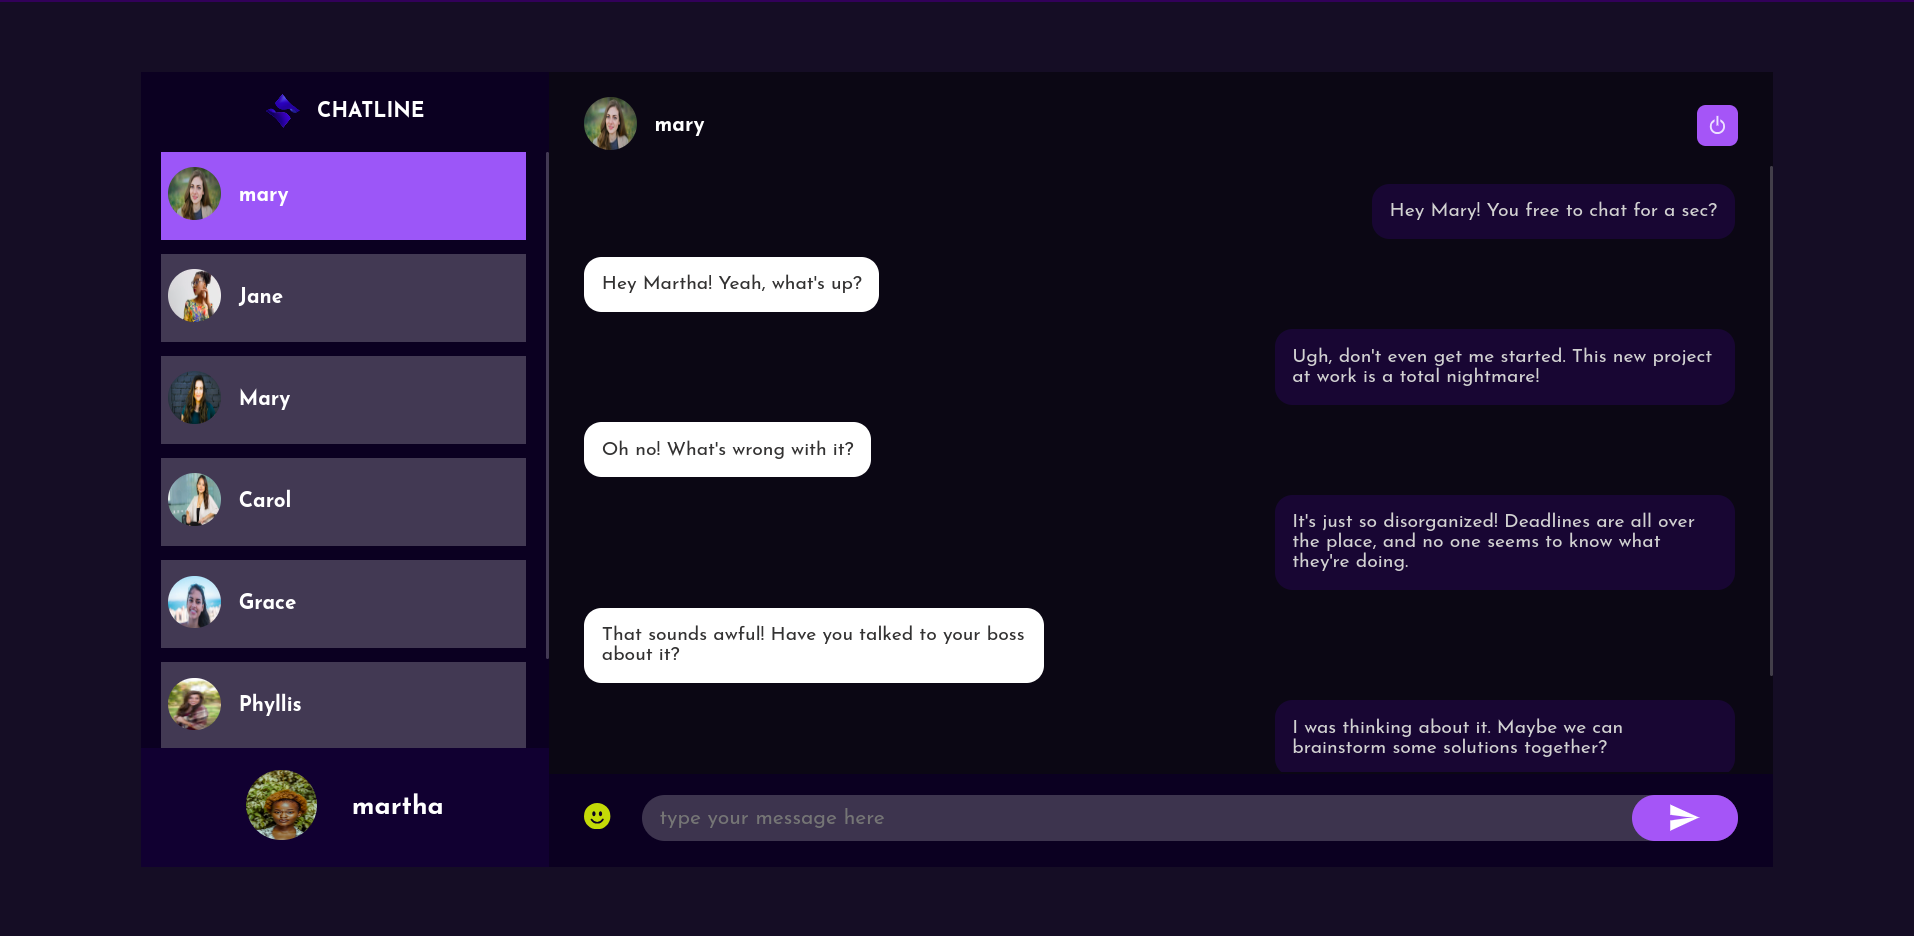 CHATLINE
mary
Jane
Mary
Carol
Grace
Phyllis
martha
mary
Hey Mary! You free to chat for a sec?
Hey Martha! Yeah, what's up?
Ugh, don't even get me started. This new project
at work is a total nightmare!
Oh no! What's wrong with it?
It's just so disorganized! Deadlines are all over
the place, and no one seems to know what
they're doing.
That sounds awful! Have you talked to your boss
about it?
I was thinking about it. Maybe we can
brainstorm some solutions together?
type your message here